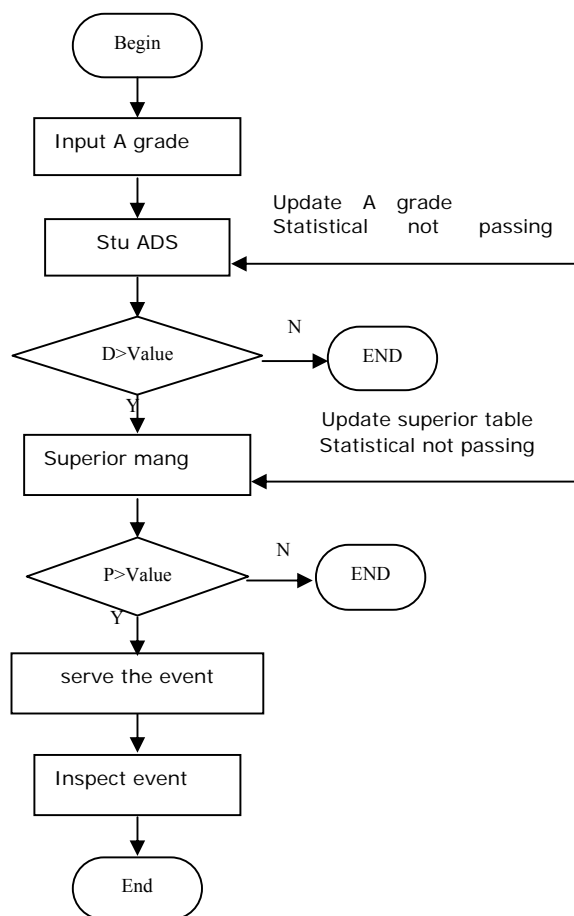 Begin
Input A grade
Update A grade
Statistical not passing
Stu ADS
N
D>Value
END
Y
Update superior table
Statistical not passing
Superior mang
N
P>Value
END
Y
serve the event
Inspect event
End